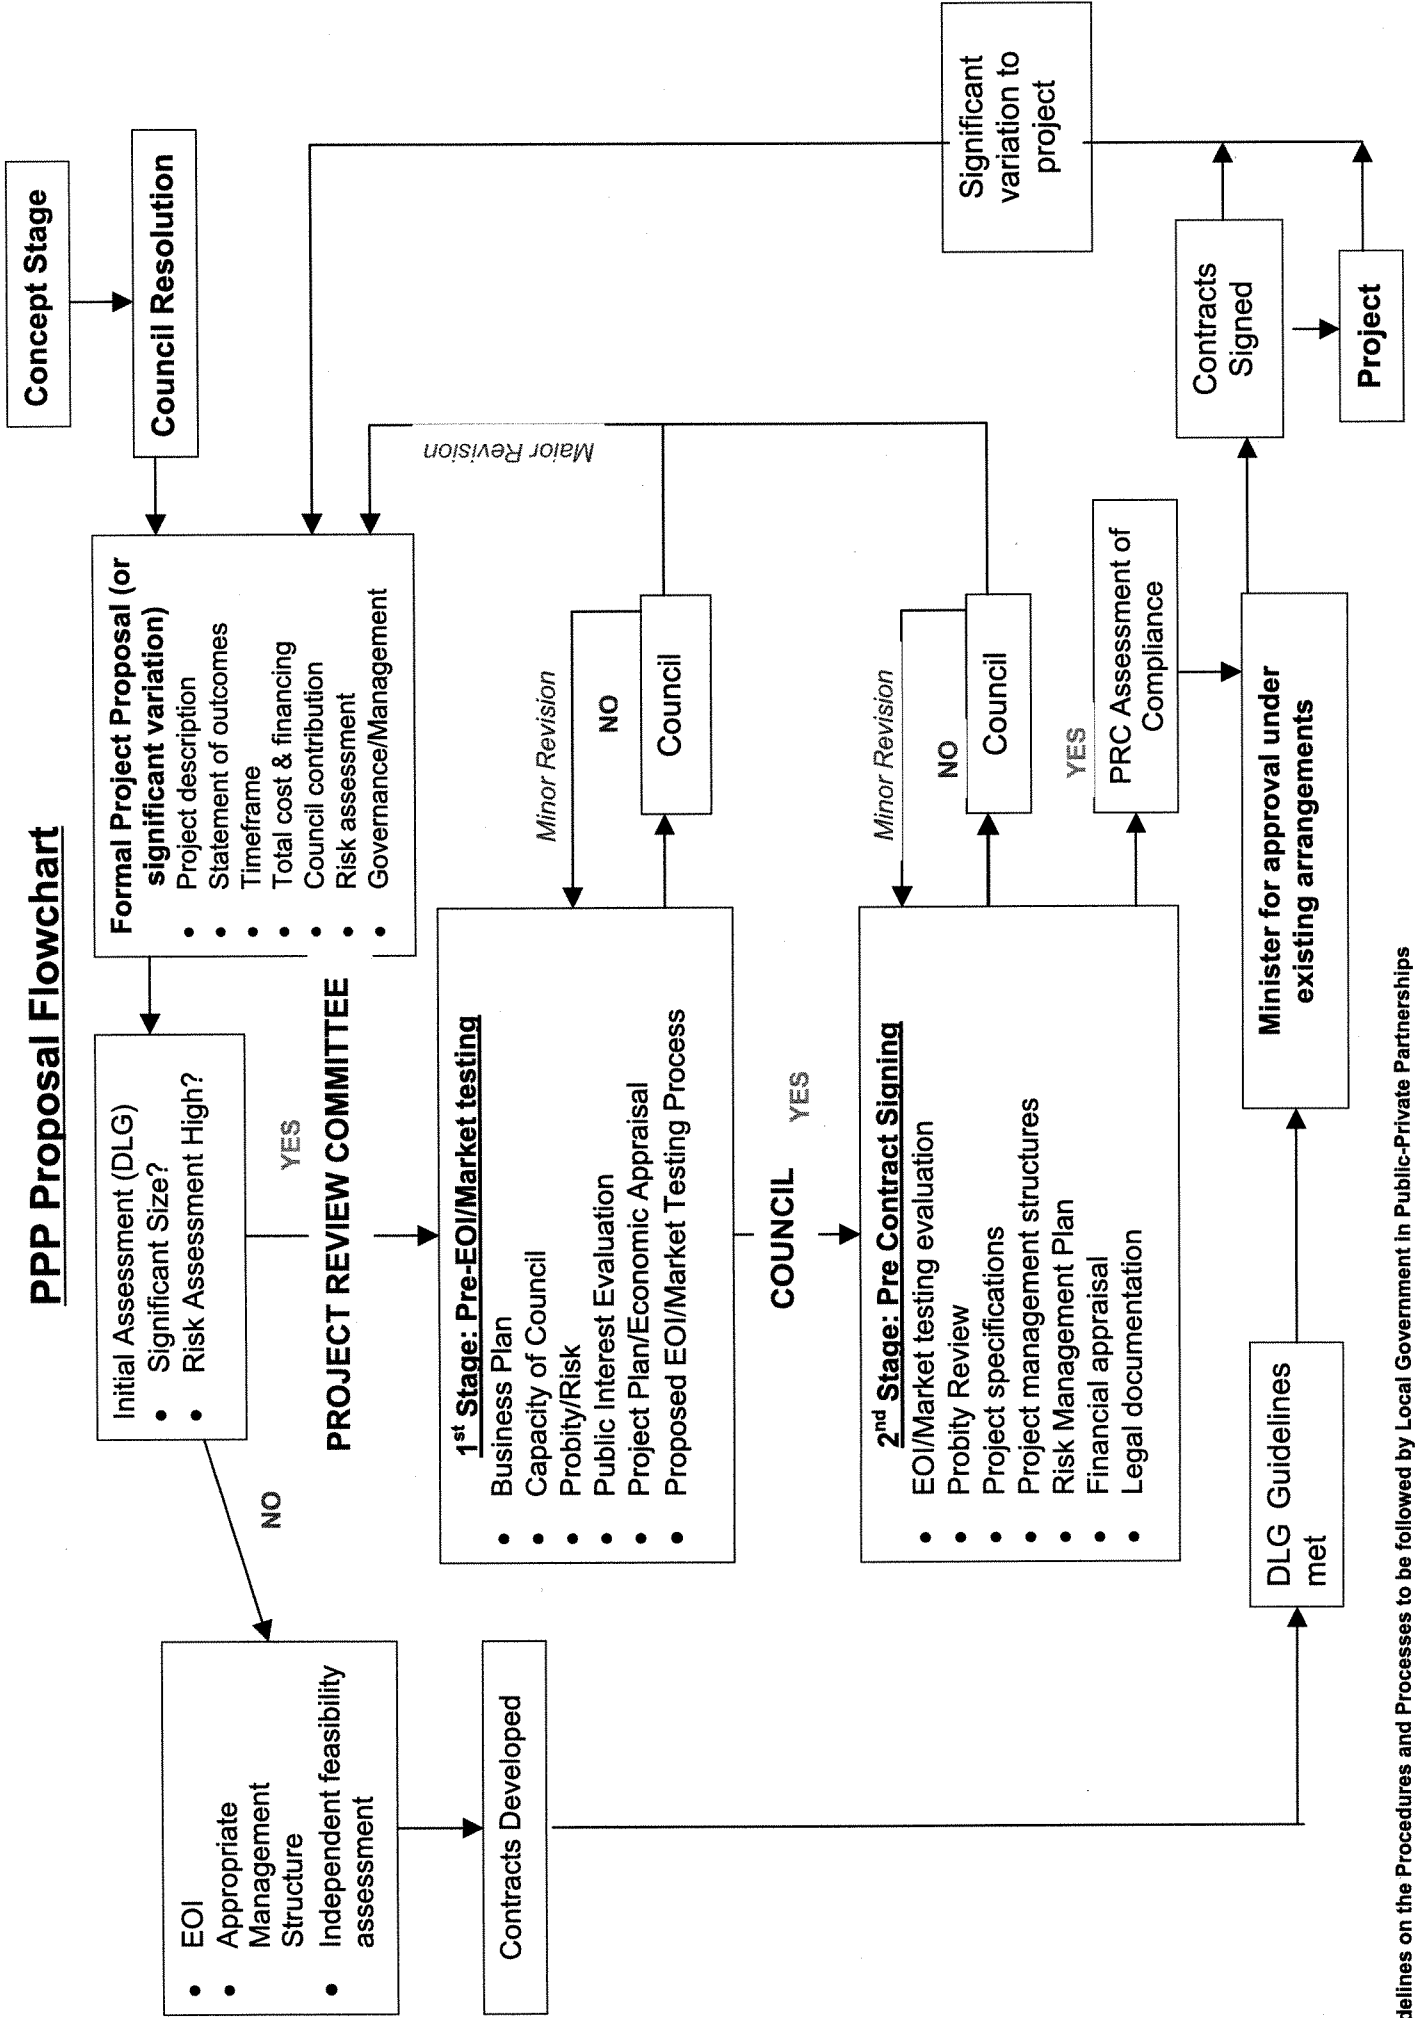 PPP Proposal Flowchart
Concept Stage
Council Resolution
Formal Project Proposal (or
significant variation)
• Project description
• Statement of outcomes
• Timeframe
• Total cost & financing
• Council contribution
• Risk assessment
• Governance/Management
Initial Assessment (DLG)
• Significant Size?
• Risk Assessment High?
NO
YES
PROJECT REVIEW COMMITTEE
• EOI
• Appropriate
Management
Structure
• Independent feasibility
assessment
Contracts Developed
1st Stage: Pre-EOI/Market testing
• Business Plan
• Capacity of Council
• Probity/Risk
• Public Interest Evaluation
• Project Plan/Economic Appraisal
• Proposed EOI/Market Testing Process
Minor Revision
NO
Council
Major Revision
COUNCIL
YES
2nd Stage: Pre Contract Signing
• EOI/Market testing evaluation
• Probity Review
• Project specifications
• Project management structures
• Risk Management Plan
• Financial appraisal
• Legal documentation
Minor Revision
NO
Council
YES
PRC Assessment of
Compliance
Significant
variation to
project
DLG Guidelines
met
Minister for approval under
existing arrangements
Contracts
Signed
Project
delines on the Procedures and Processes to be followed by Local Government in Public-Private Partnerships